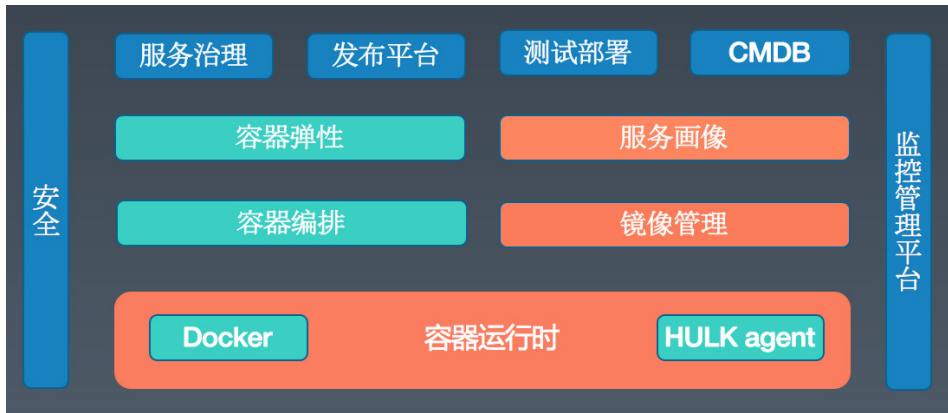 服务治理
发布平台
测试部署
CMDB
容器弹性
服务画像
安全
监控管理平台
容器编排
镜像管理
Docker
容器运行时
HULK agent